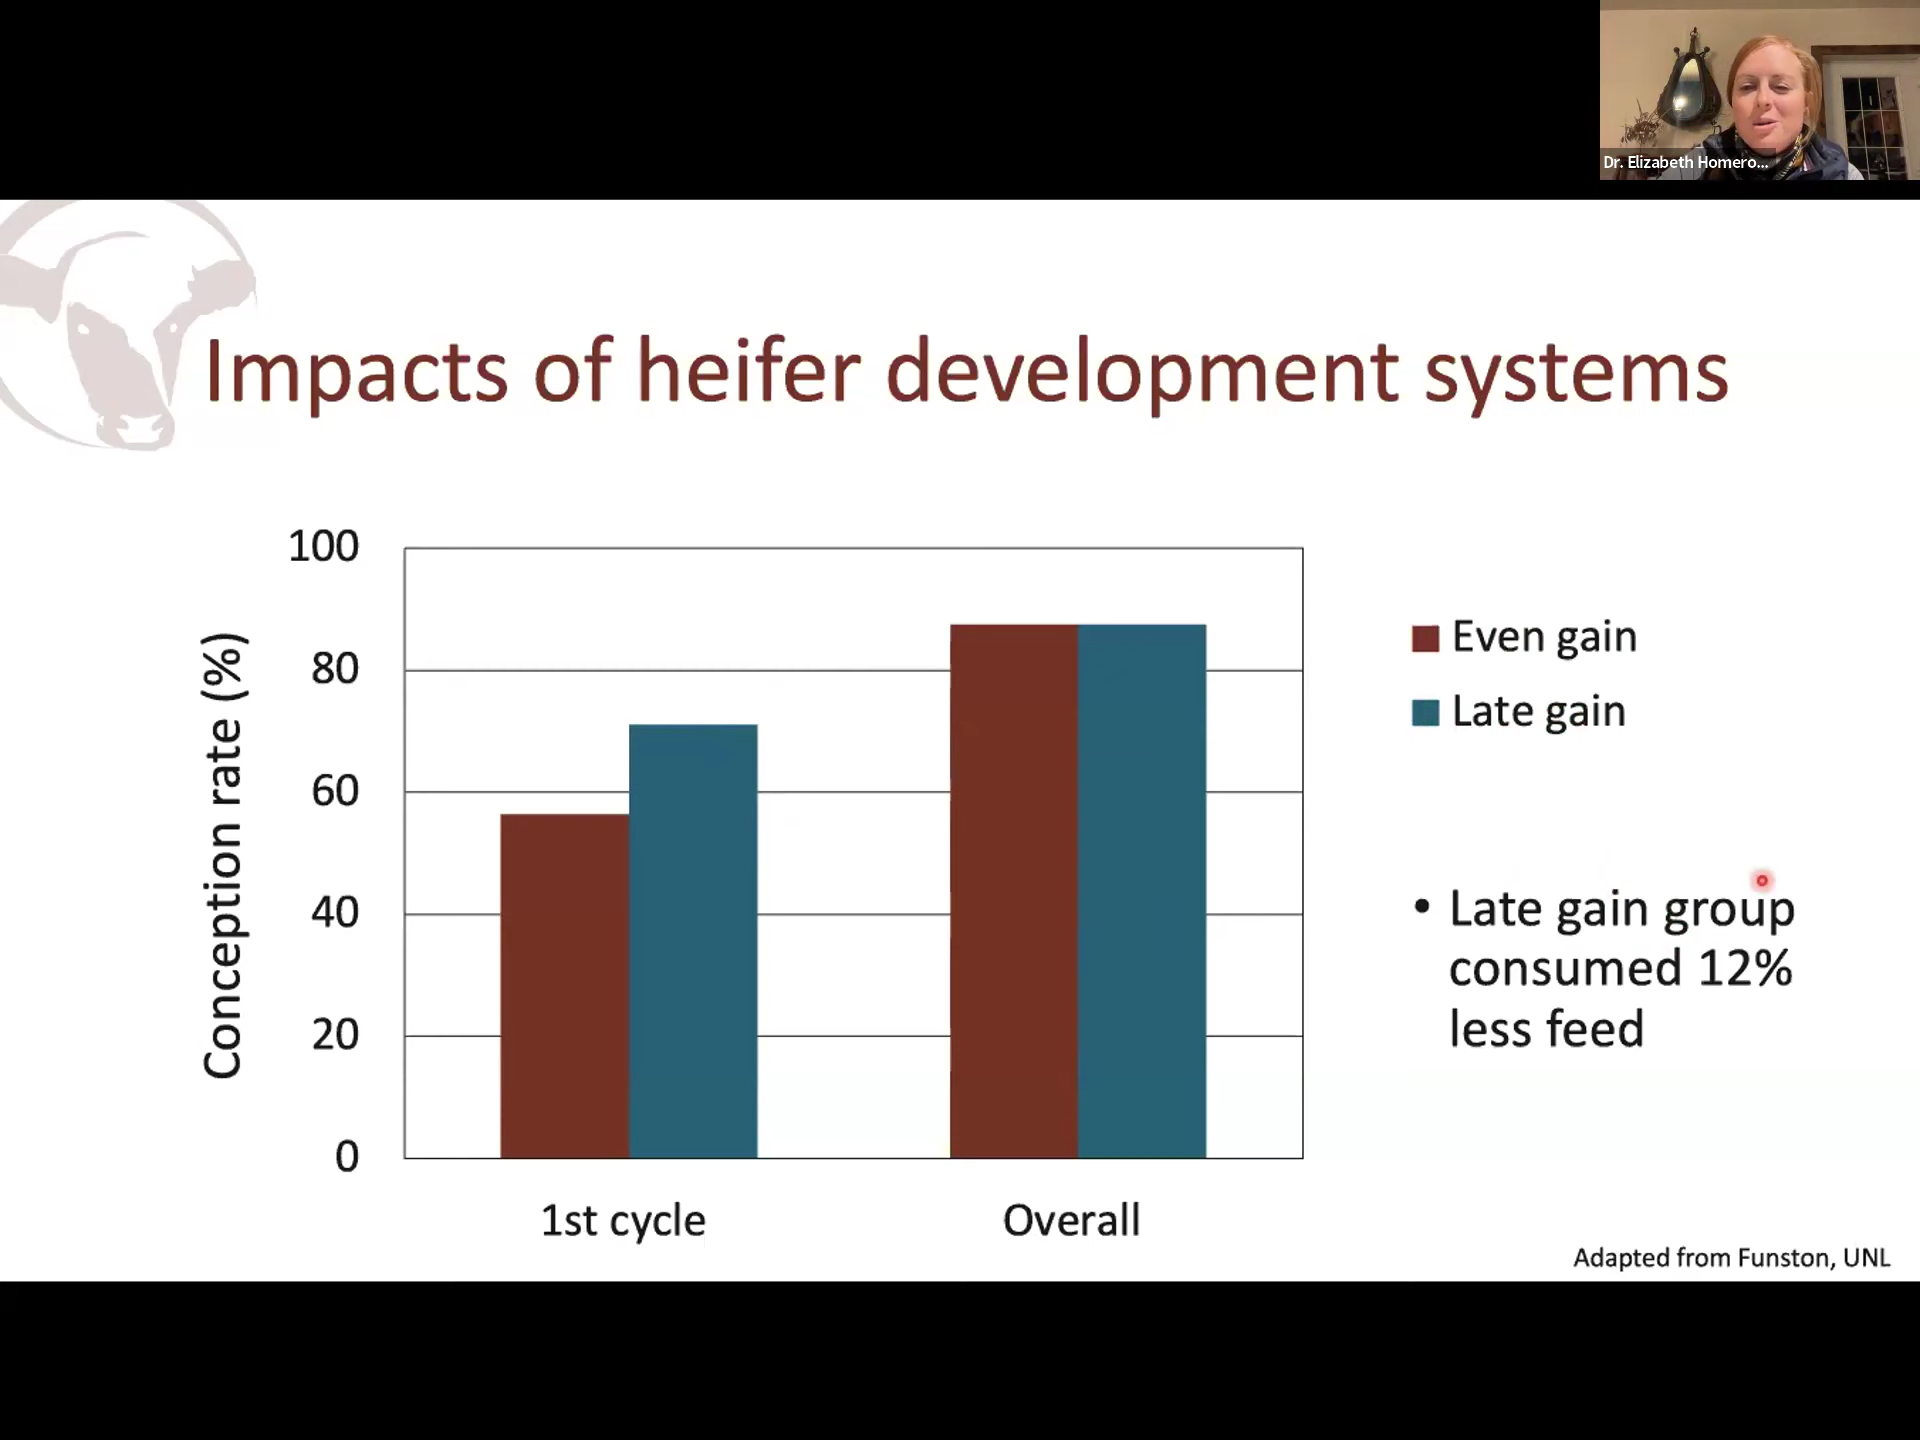 Dr. Elizabeth Homero...
Impacts of heifer development systems
100
80
60
40
20
0
Conception rate (%)
1st cycle
Overall
Even gain
Late gain
• Late gain group
consumed 12%
less feed
Adapted from Funston, UNL